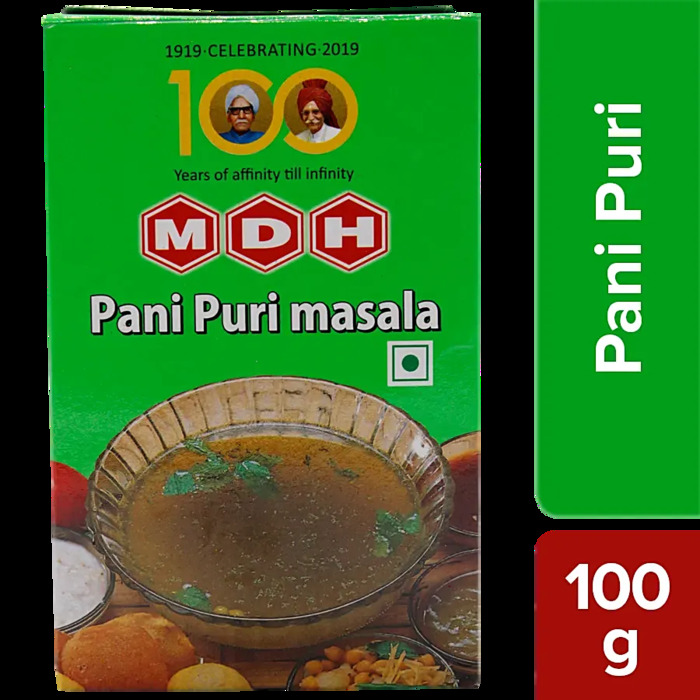 1919·CELEBRATING·2019
100
Years of affinity till infinity
MDH
Pani Puri masala
Pani Puri
100
g